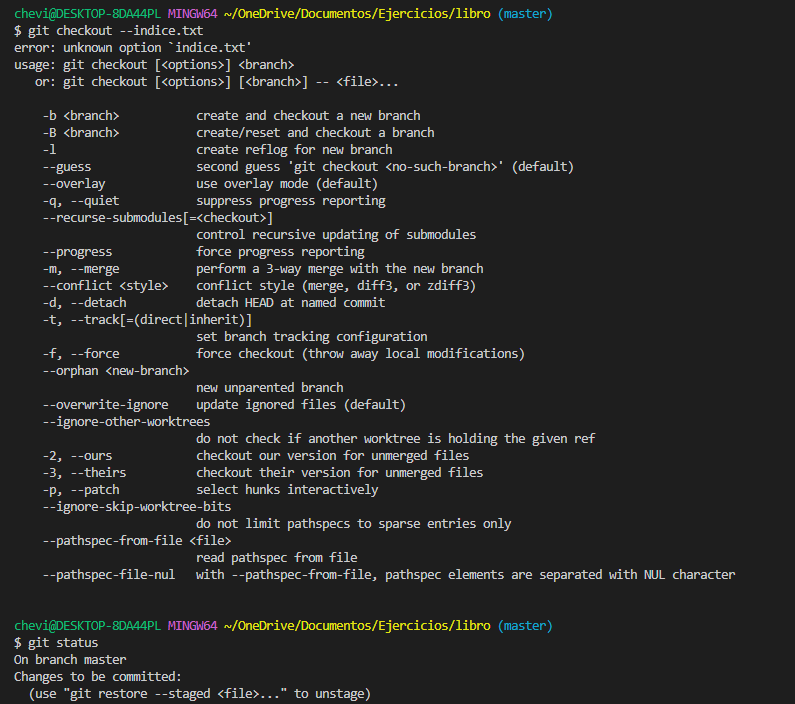 chevi@DESKTOP-8DA44PL MINGW64 ~/OneDrive/Documentos/Ejercicios/libro (master)
$ git checkout --indice.txt
error: unknown option `indice.txt'
usage: git checkout [<options>] <branch>
   or: git checkout [<options>] [<branch>] -- <file>...

    -b <branch>           create and checkout a new branch
    -B <branch>           create/reset and checkout a branch
    -l                    create reflog for new branch
    --guess               second guess 'git checkout <no-such-branch>' (default)
    --overlay             use overlay mode (default)
    -q, --quiet           suppress progress reporting
    --recurse-submodules[=<checkout>]
                          control recursive updating of submodules
    --progress            force progress reporting
    -m, --merge           perform a 3-way merge with the new branch
    --conflict <style>    conflict style (merge, diff3, or zdiff3)
    -d, --detach          detach HEAD at named commit
    -t, --track[=(direct|inherit)]
                          set branch tracking configuration
    -f, --force           force checkout (throw away local modifications)
    --orphan <new-branch>
                          new unparented branch
    --overwrite-ignore    update ignored files (default)
    --ignore-other-worktrees
                          do not check if another worktree is holding the given ref
    -2, --ours            checkout our version for unmerged files
    -3, --theirs          checkout their version for unmerged files
    -p, --patch           select hunks interactively
    --ignore-skip-worktree-bits
                          do not limit pathspecs to sparse entries only
    --pathspec-from-file <file>
                          read pathspec from file
    --pathspec-file-nul   with --pathspec-from-file, pathspec elements are separated with NUL character

chevi@DESKTOP-8DA44PL MINGW64 ~/OneDrive/Documentos/Ejercicios/libro (master)
$ git status
On branch master
Changes to be committed:
  (use "git restore --staged <file>..." to unstage)